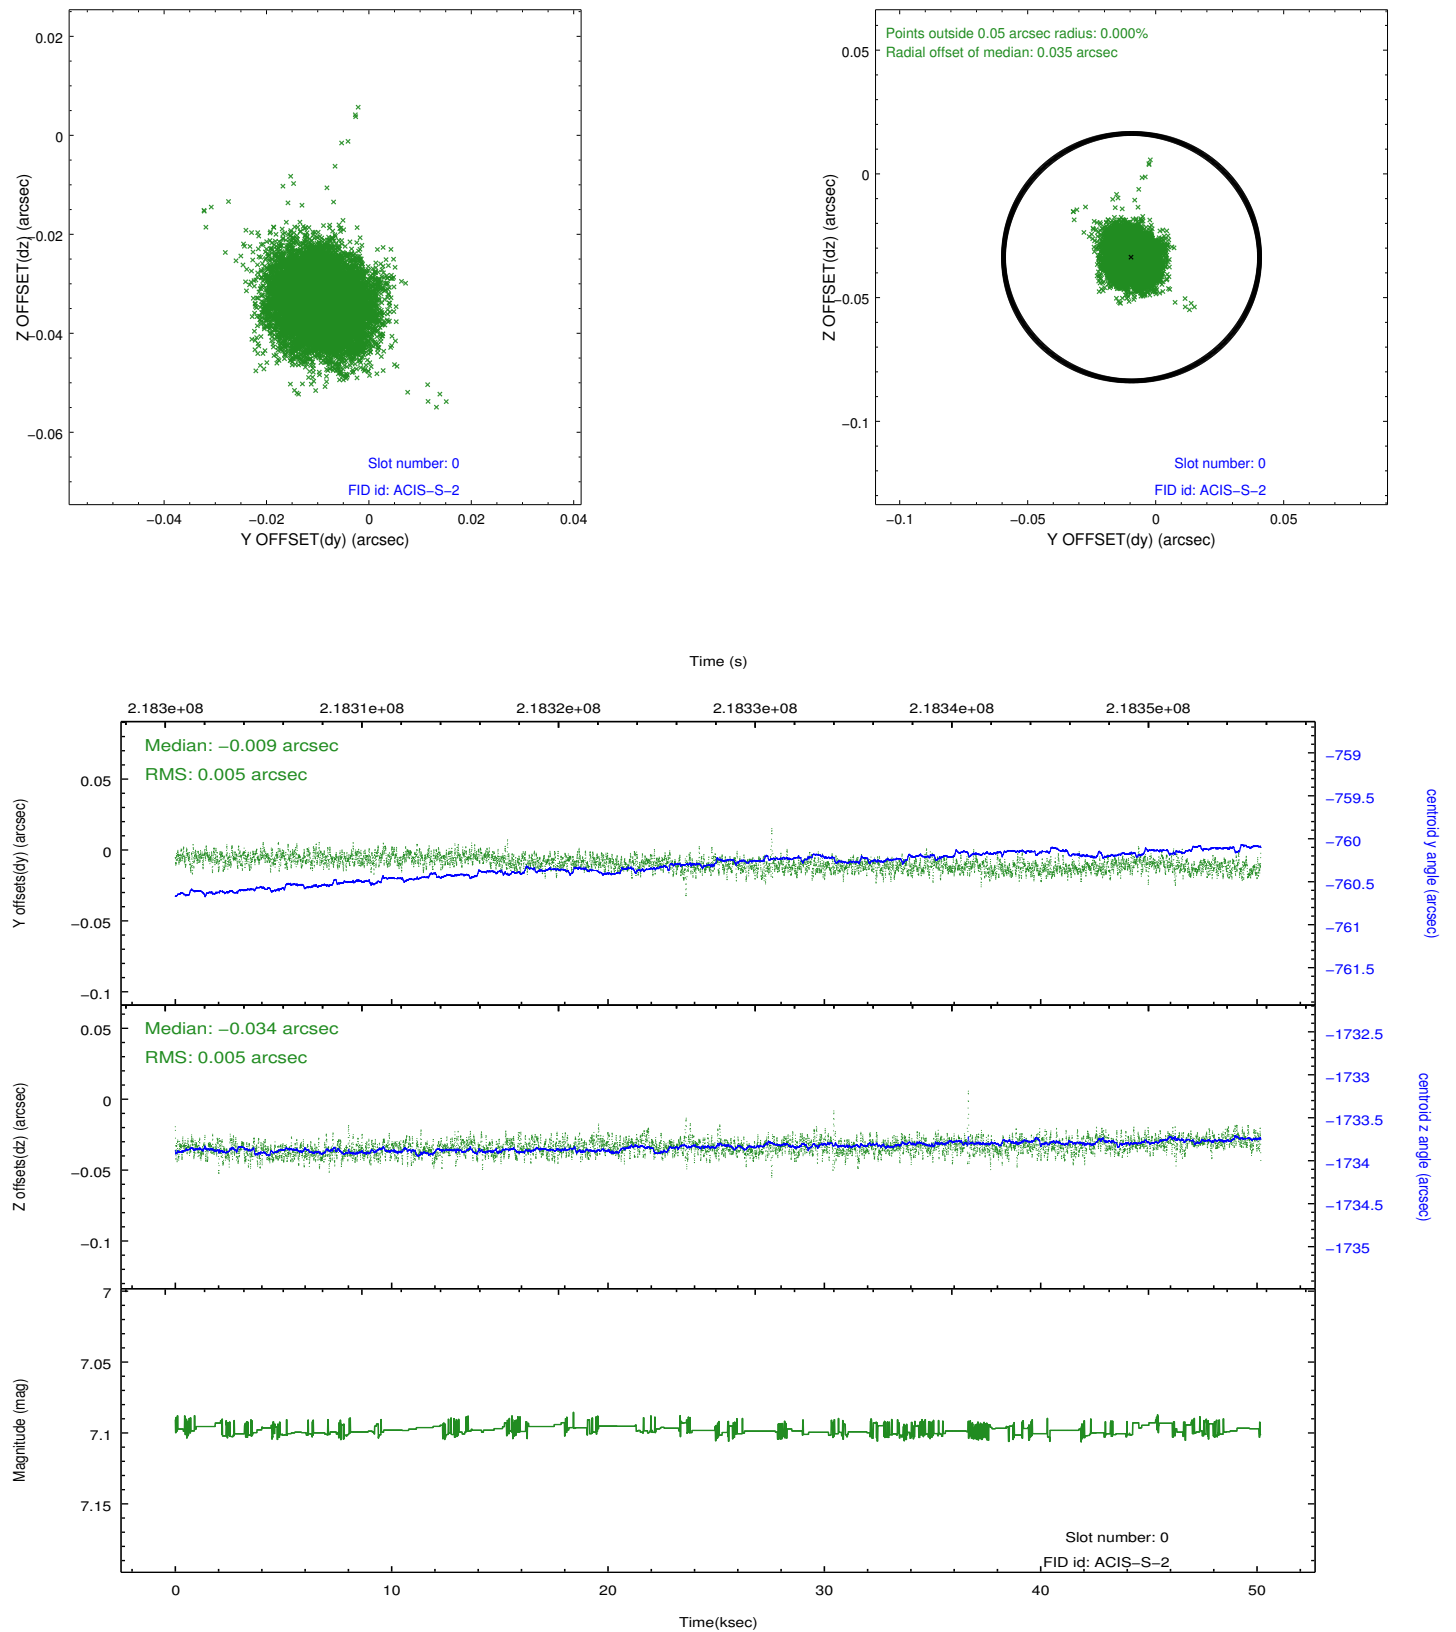 0.02
0
−0.02
−0.04
−0.06
Z OFFSET(dz) (arcsec)
Slot number: 0
FID id: ACIS−S−2
−0.04 −0.02 0 0.02 0.04
Y OFFSET(dy) (arcsec)
Points outside 0.05 arcsec radius: 0.000%
Radial offset of median: 0.035 arcsec
0.05
0
−0.05
−0.1
Z OFFSET(dz) (arcsec)
Slot number: 0
FID id: ACIS−S−2
−0.1 −0.05 0 0.05
Y OFFSET(dy) (arcsec)
Time (s)
2.183e+08 2.1831e+08 2.1832e+08 2.1833e+08 2.1834e+08 2.1835e+08
Median: −0.009 arcsec
RMS: 0.005 arcsec
0.05
0
−0.05
−0.1
Y offsets(dy) (arcsec)
−759
−759.5
−760
−760.5
−761
−761.5
centroid y angle (arcsec)
Median: −0.034 arcsec
RMS: 0.005 arcsec
0.05
0
−0.05
−0.1
Z offsets(dz) (arcsec)
−1732.5
−1733
−1733.5
−1734
−1734.5
−1735
centroid z angle (arcsec)
7
7.05
7.1
7.15
Magnitude (mag)
Slot number: 0
FID id: ACIS−S−2
0 10 20 30 40 50
Time(ksec)